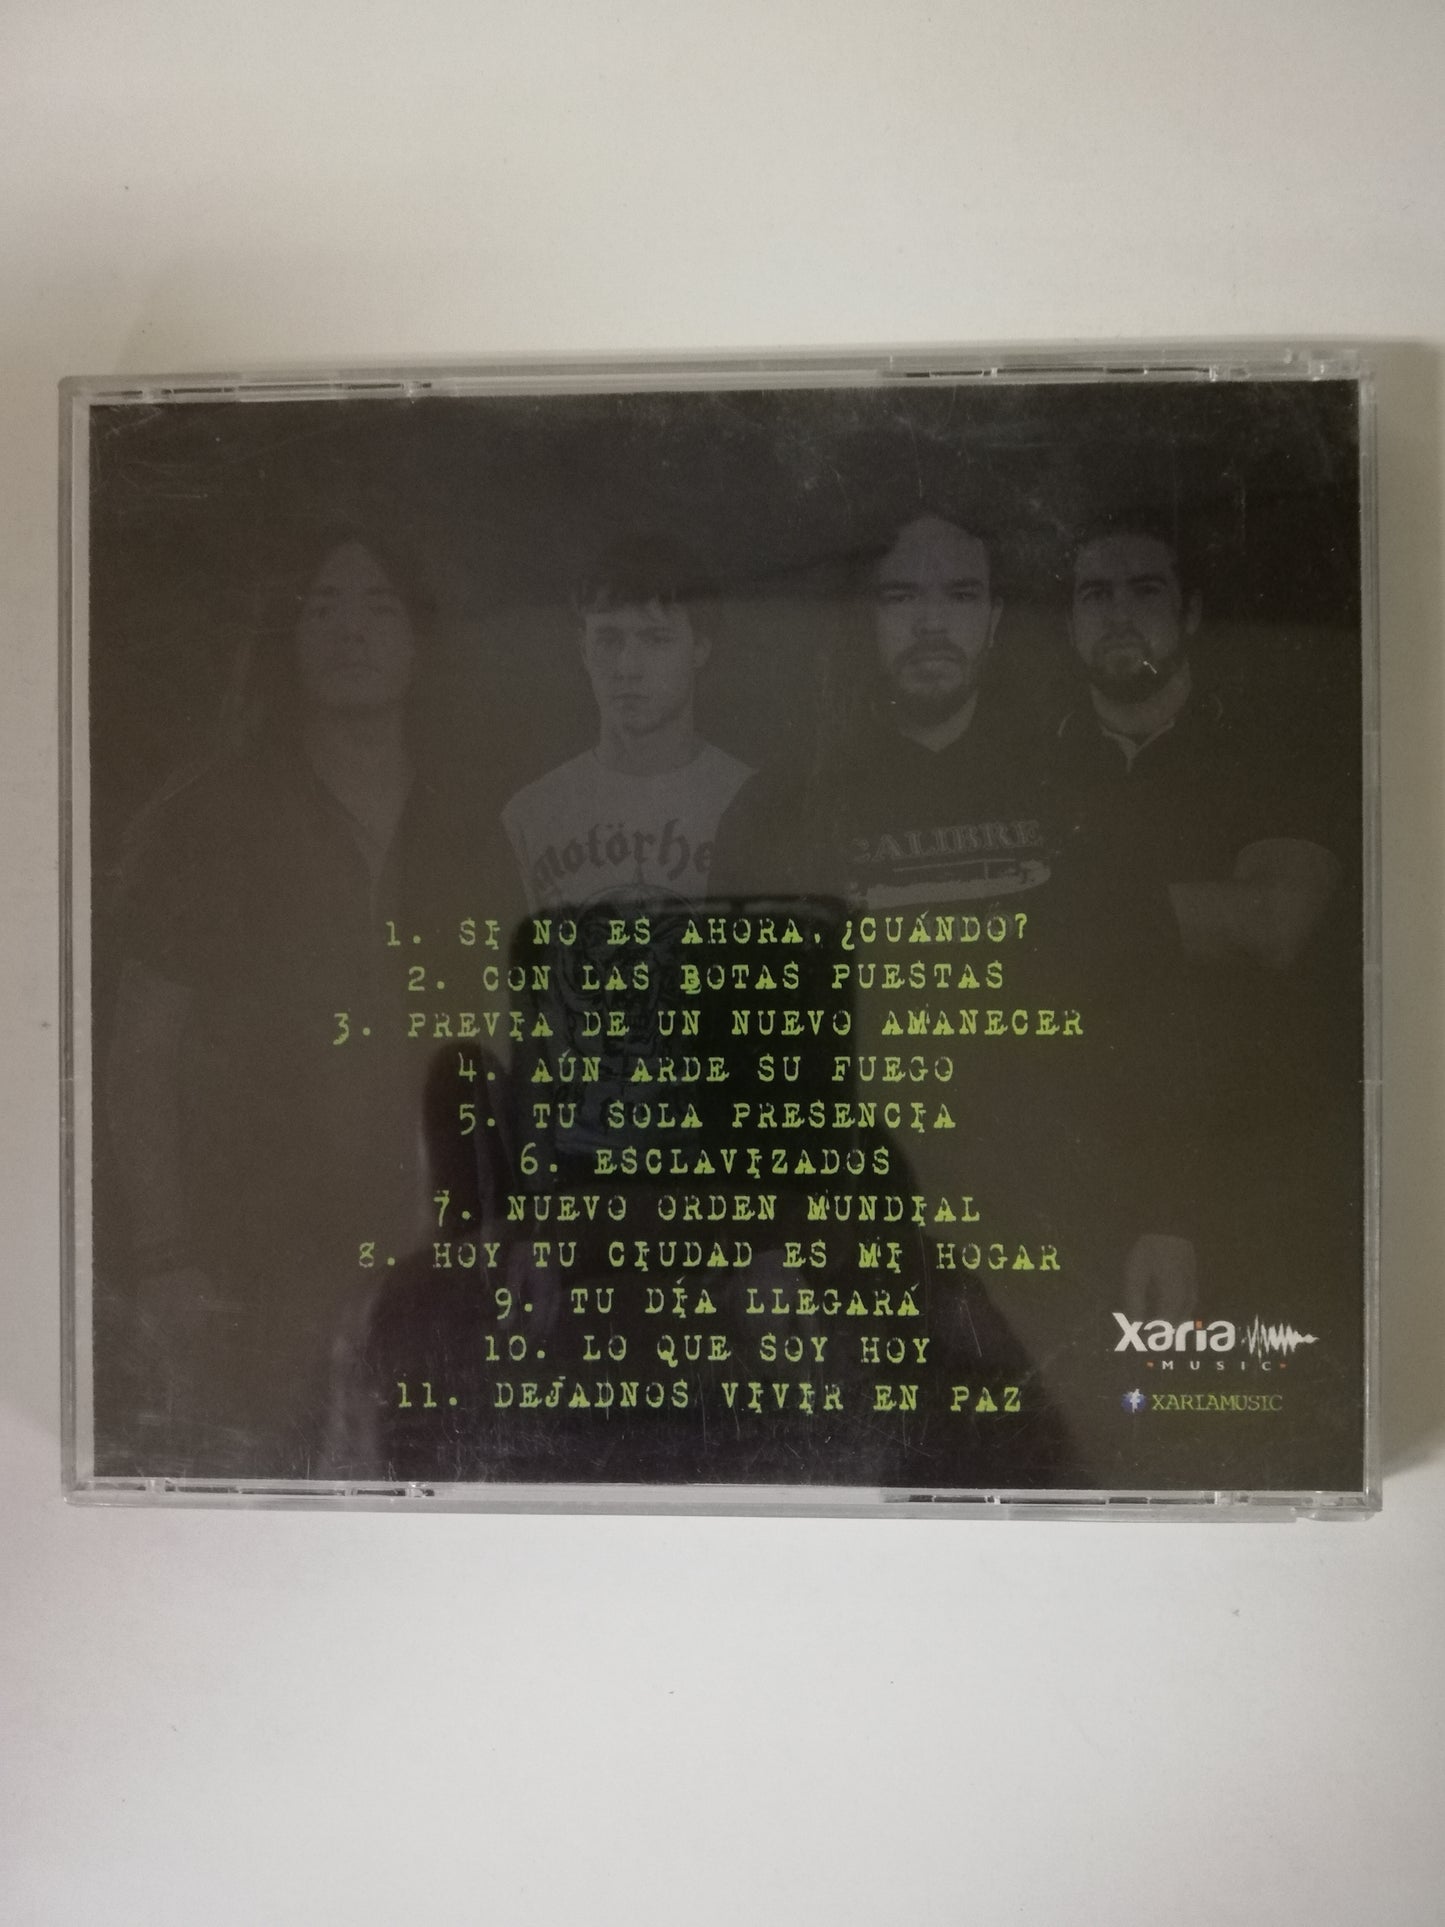 motörhe
CALIBRE
1. SI NO ES AHORA, ¿CUÁNDO?
2. CON LAS BOTAS PUESTAS
3. PREVIA DE UN NUEVO AMANECER
4. AÚN ARDE SU FUEGO
5. TU SOLA PRESENCIA
6. ESCLAVIZADOS
7. NUEVO ORDEN MUNDIAL
8. HOY TU CIUDAD ES MI HOGAR
9. TU DÍA LLEGARÁ
10. LO QUE SOY HOY
11. DEJADNOS VIVIR EN PAZ
xaria
MUSIC
f XARIAMUSIC